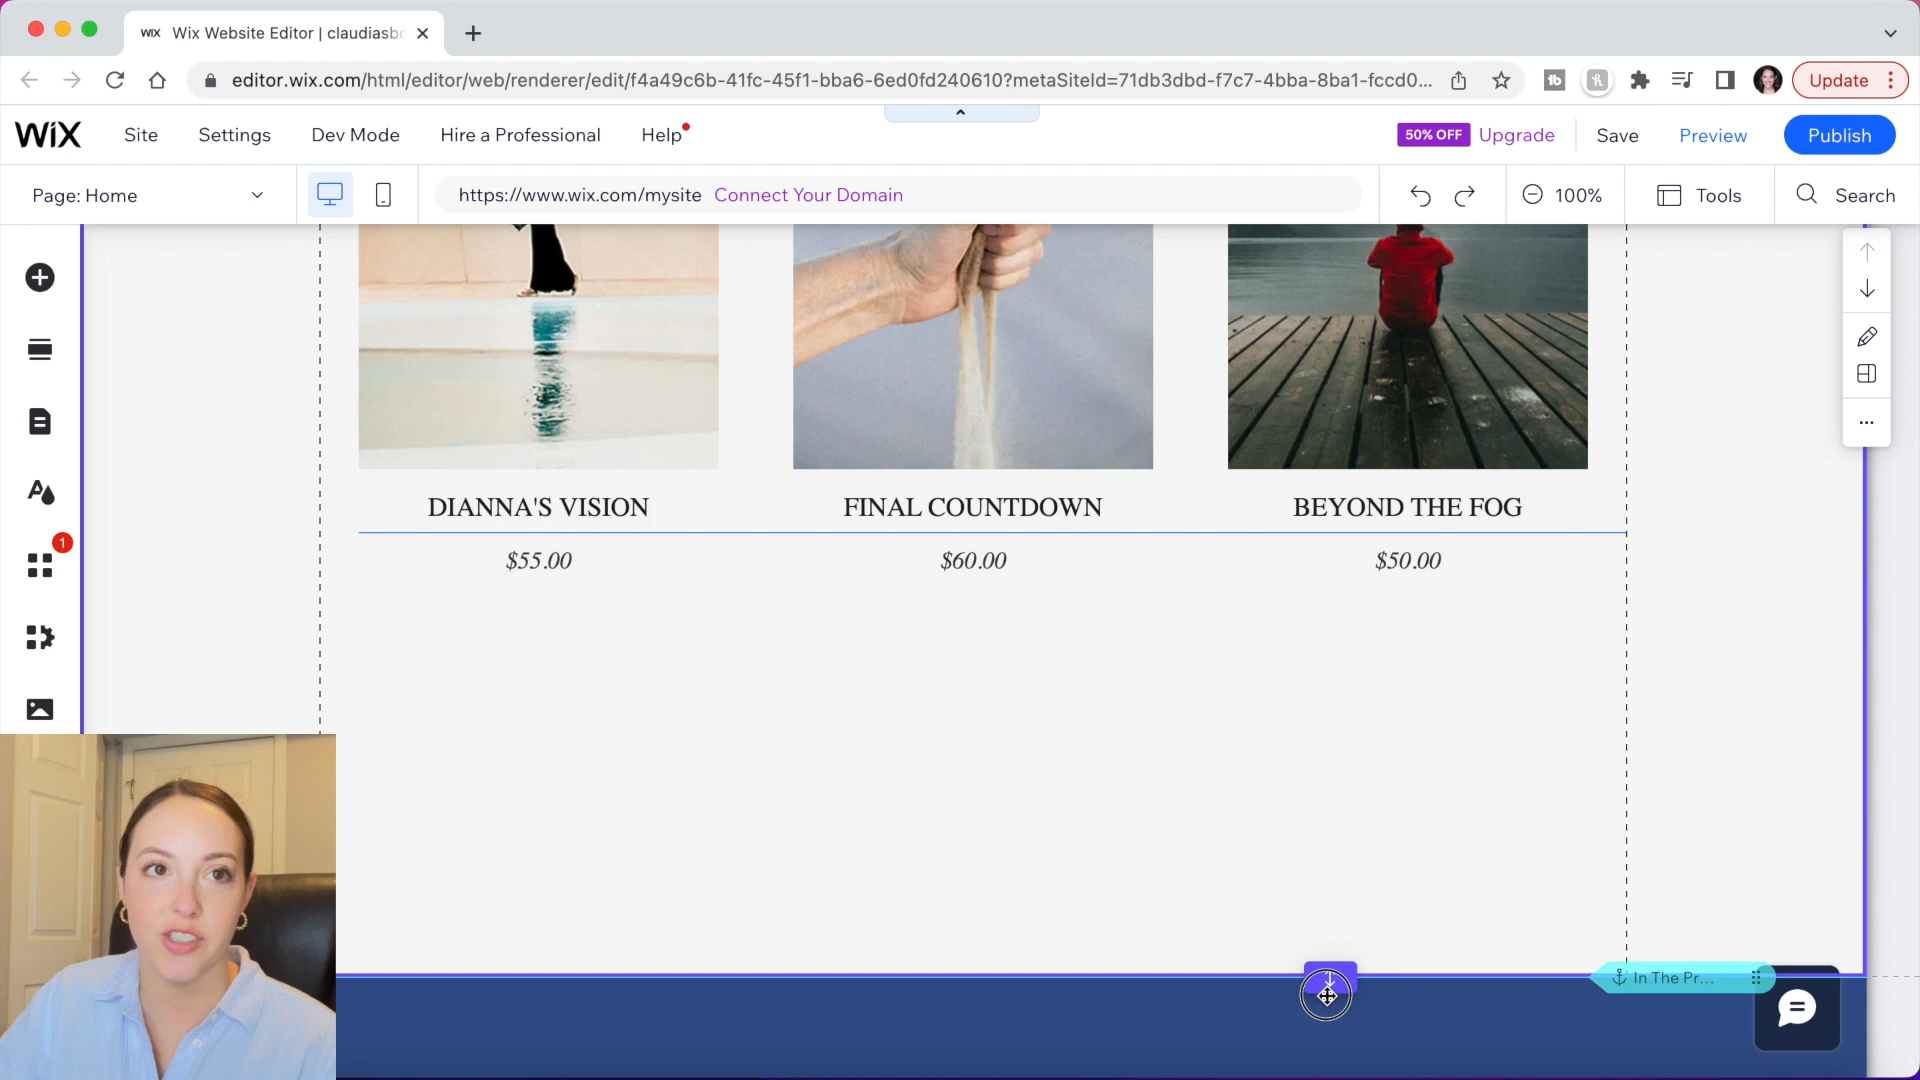 WIX Wix Website Editor | claudiasbo
editor.wix.com/html/editor/web/renderer/edit/f4a49c6b-41fc-45f1-bba6-6ed0fd240610?metaSiteId=71db3dbd-f7c7-4bba-8ba1-fccd0... Update
WIX Site Settings Dev Mode Hire a Professional Help 50% OFF Upgrade Save Preview Publish
Page: Home https://www.wix.com/mysite Connect Your Domain 100% Tools Search
DIANNA'S VISION FINAL COUNTDOWN BEYOND THE FOG
1
$55.00 $60.00 $50.00
In The Pr...